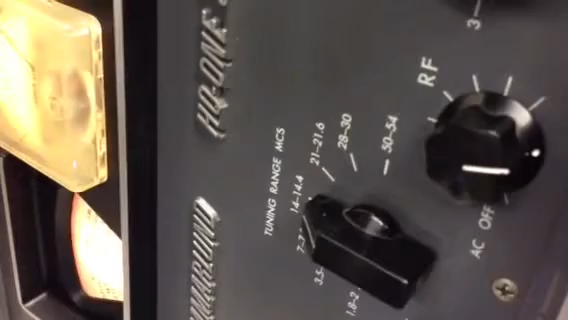 HQ-ONE
TUNING RANGE MCS
1.8-2
3.5
7-7
14-14.4
21-21.6
28-30
50-54
RF
AC OFF
3